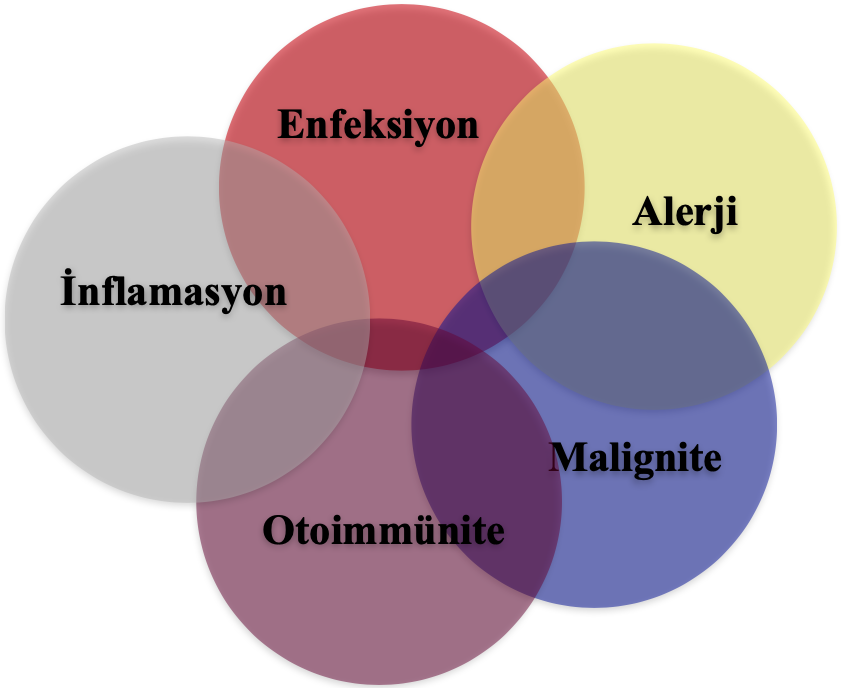 Enfeksiyon
Alerji
İnflamasyon
Malignite
Otoimmünite